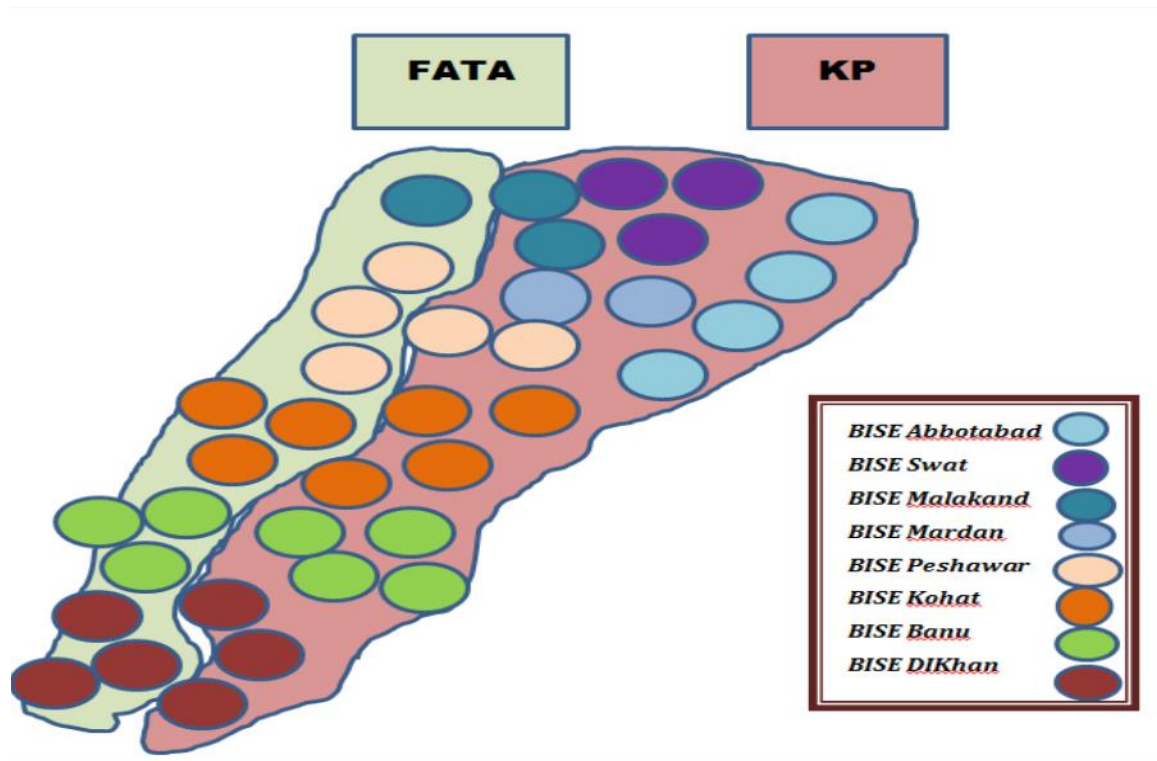 FATA
KP
BISE Abbotabad
BISE Swat
BISE Malakand
BISE Mardan
BISE Peshawar
BISE Kohat
BISE Banu
BISE DIKhan